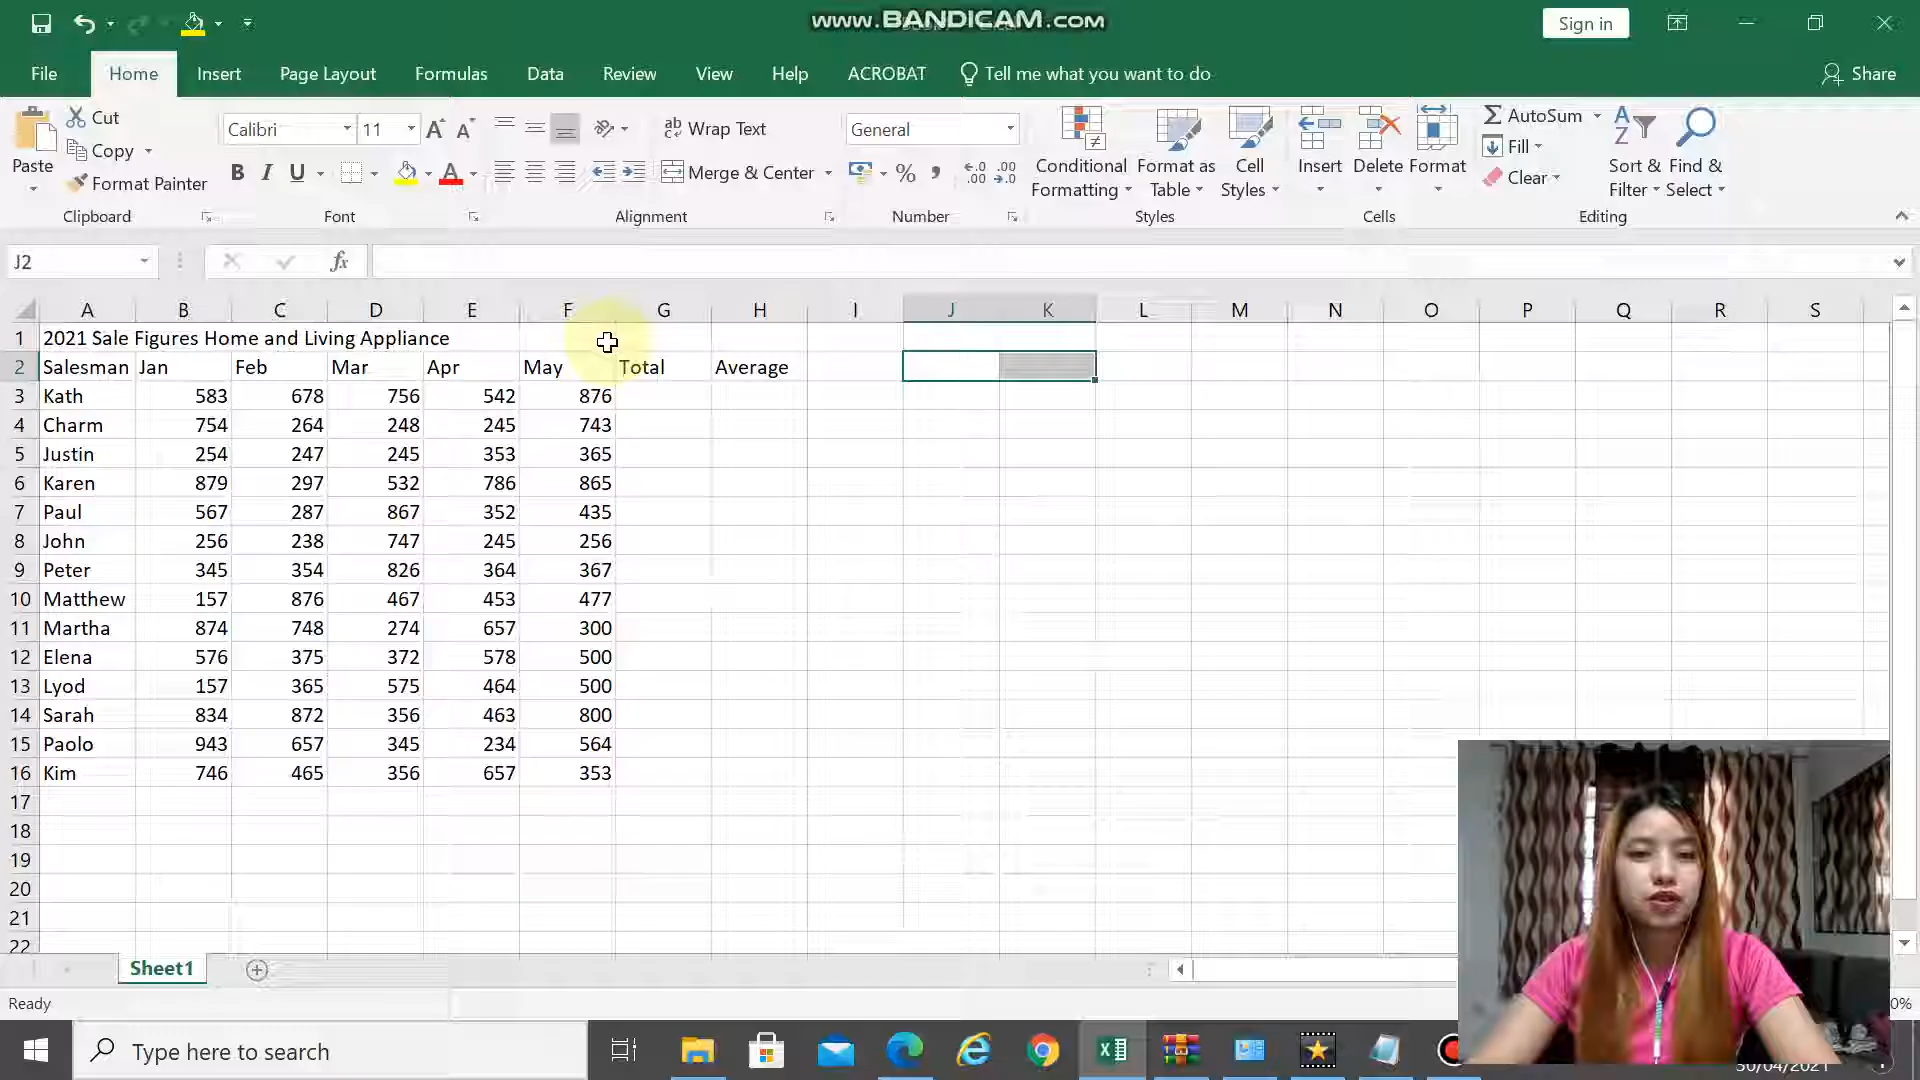 www.BANDICAM.com
Sign in
File Home Insert Page Layout Formulas Data Review View Help ACROBAT Tell me what you want to do Share
Cut
Copy
Format Painter
Paste
Clipboard
Calibri 11
B I U
Font
Wrap Text
Merge & Center
Alignment
General
Number
Conditional Formatting
Format as Table
Cell Styles
Styles
Insert Delete Format
Cells
AutoSum
Fill
Clear
Sort & Filter
Find & Select
Editing
J2 fx
A B C D E F G H I J K L M N O P Q R S
1 2021 Sale Figures Home and Living Appliance
2 Salesman Jan Feb Mar Apr May Total Average
3 Kath 583 678 756 542 876
4 Charm 754 264 248 245 743
5 Justin 254 247 245 353 365
6 Karen 879 297 532 786 865
7 Paul 567 287 867 352 435
8 John 256 238 747 245 256
9 Peter 345 354 826 364 367
10 Matthew 157 876 467 453 477
11 Martha 874 748 274 657 300
12 Elena 576 375 372 578 500
13 Lyod 157 365 575 464 500
14 Sarah 834 872 356 463 800
15 Paolo 943 657 345 234 564
16 Kim 746 465 356 657 353
17
18
19
20
21
22
Sheet1
Ready
0%
Type here to search
30/04/2021